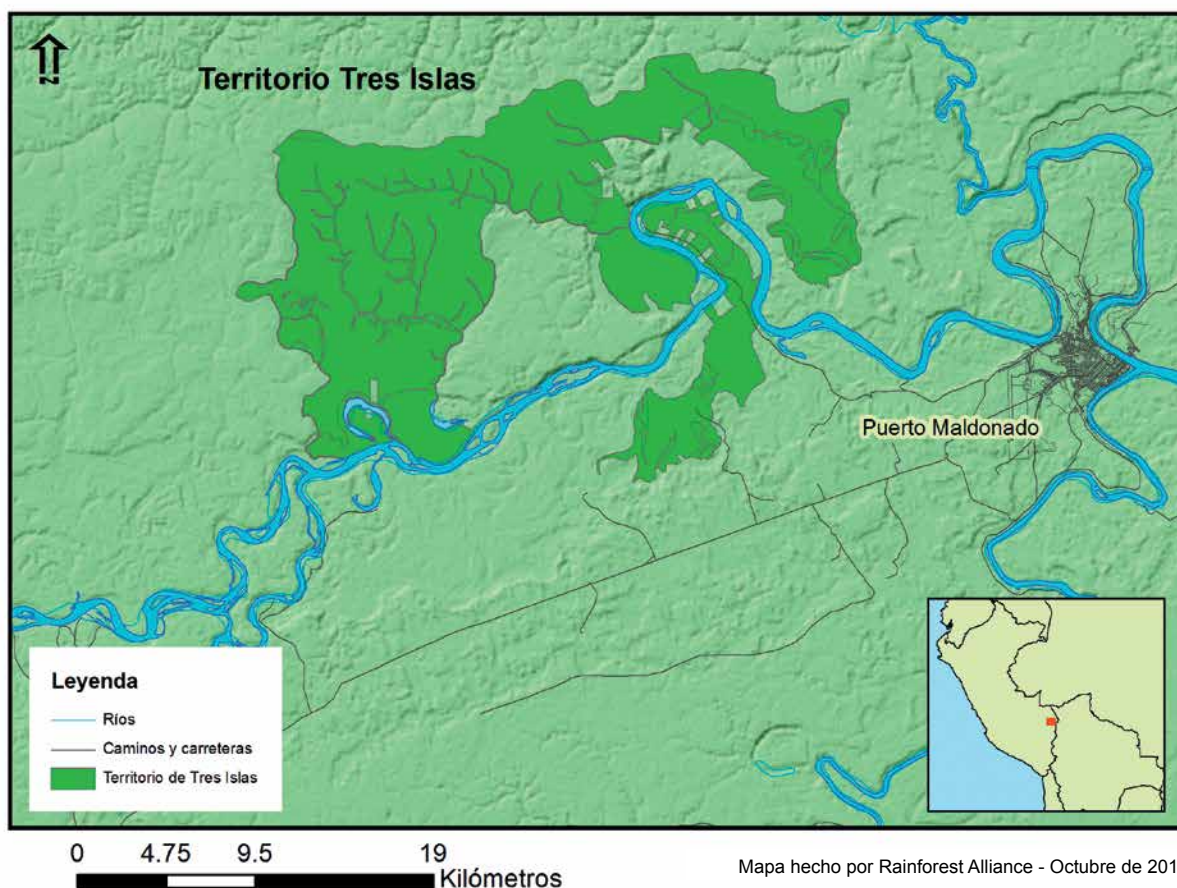 Territorio Tres Islas
Puerto Maldonado
Leyenda
Ríos
Caminos y carreteras
Territorio de Tres Islas
0 4.75 9.5 19
Kilómetros
Mapa hecho por Rainforest Alliance - Octubre de 201